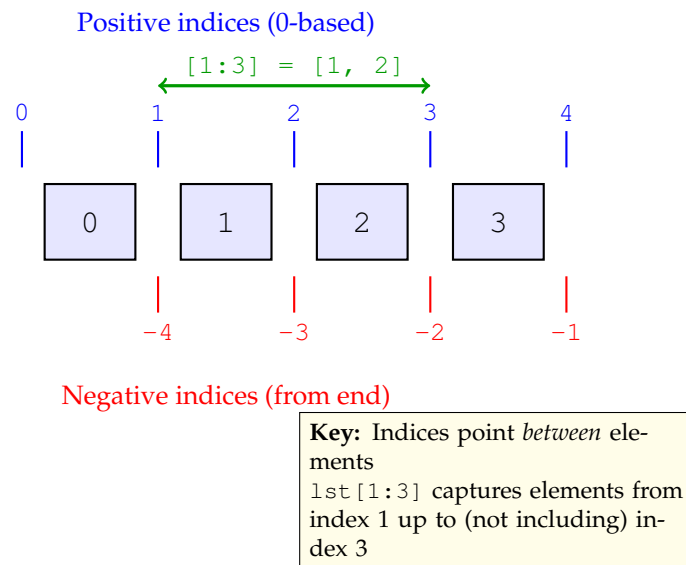 Positive indices (0-based)
[1:3] = [1, 2]
0 1 2 3 4
0 1 2 3
-4 -3 -2 -1
Negative indices (from end)
Key: Indices point between ele-
ments
lst[1:3] captures elements from
index 1 up to (not including) in-
dex 3